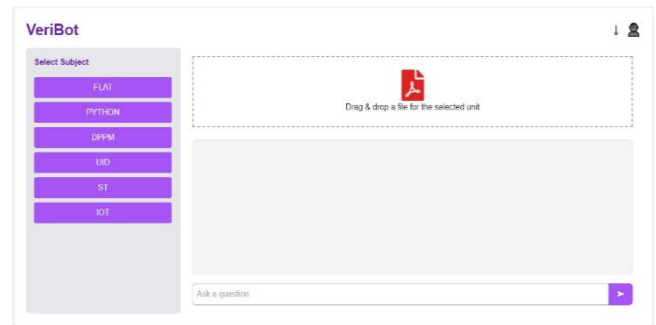 VeriBot
Select Subject
FLAT
PYTHON
DPPM
UID
ST
IOT
Drag & drop a file for the selected unit
Ask a question